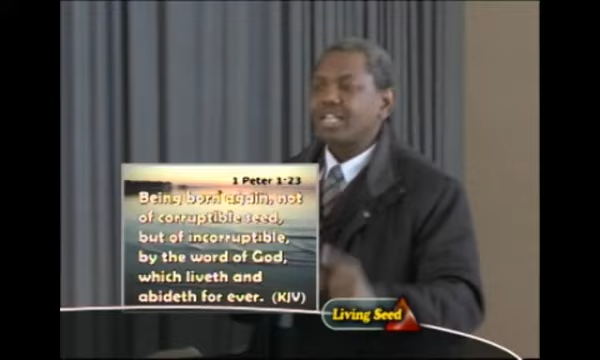 1 Peter 1:23
Being born again, not
of corruptible seed,
but of incorruptible,
by the word of God,
which liveth and
abideth for ever. (KJV)
Living Seed